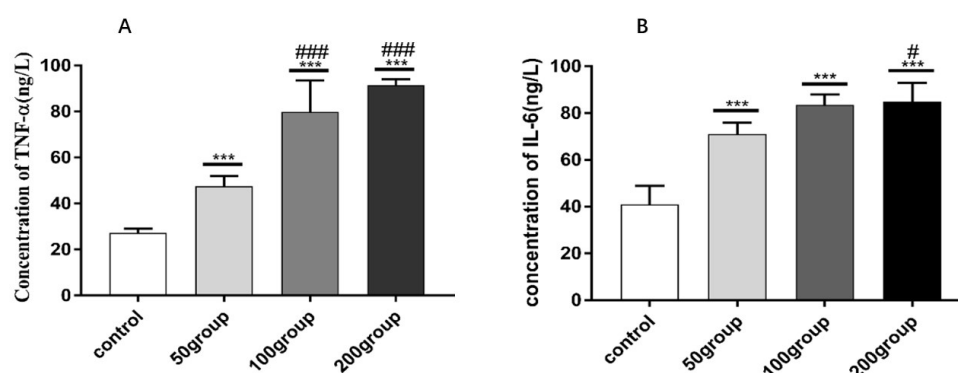 A
Concentration of TNF-α(ng/L)
100
80
60
40
20
0
***
###
***
###
***
control
50group
100group
200group
B
concentration of IL-6(ng/L)
100
80
60
40
20
0
***
***
#
***
control
50group
100group
200group